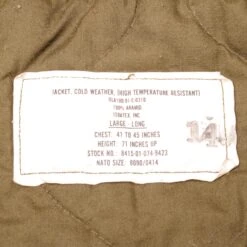 JACKET, COLD WEATHER, (HIGH TEMPERATURE RESISTANT)
100% ARAMID
INC.
LARGE - LONG
CHEST: 41 TO 45 INCHES
HEIGHT: 71 INCHES UP
STOCK NO.: 8415-01-074-9423
NATO SIZE: 8090/0414
14